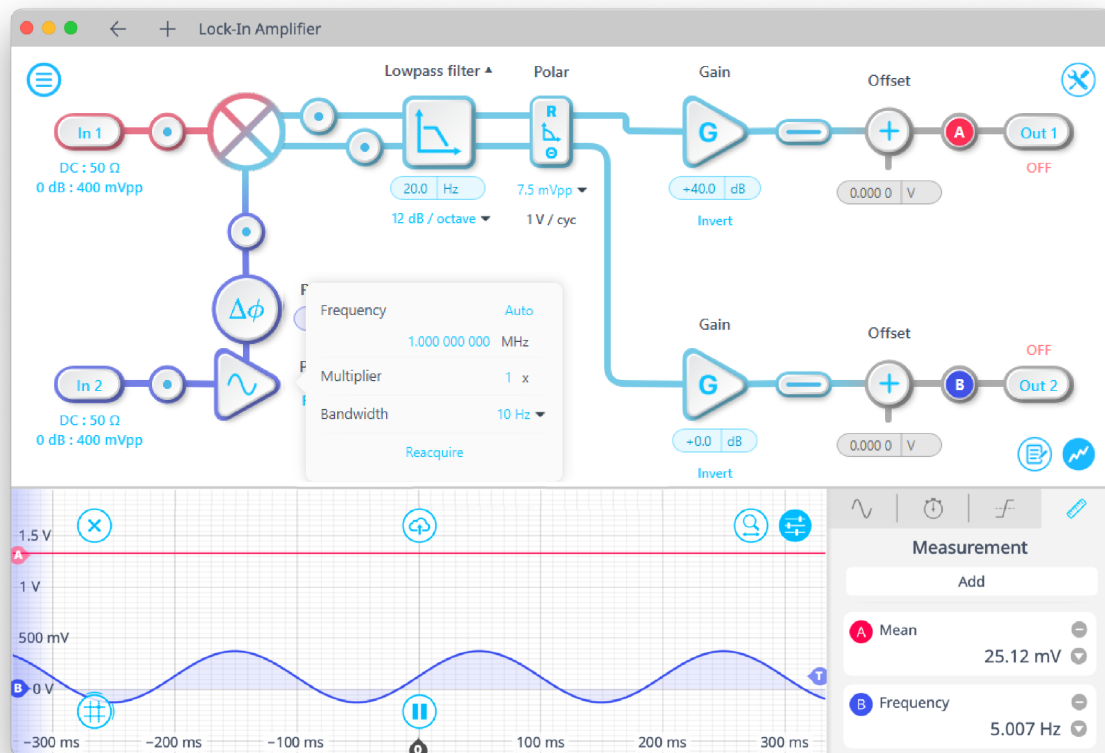 Lock-In Amplifier
Lowpass filter
Polar
Gain
Offset
In 1
R
Θ
G
A
Out 1
DC : 50 Ω
0 dB : 400 mVpp
20.0 Hz
12 dB / octave
7.5 mVpp
1 V / cyc
+40.0 dB
Invert
0.000 0 V
OFF
Δϕ
P
Frequency
Auto
1.000 000 000 MHz
Multiplier
1 x
Bandwidth
10 Hz
Reacquire
In 2
DC : 50 Ω
0 dB : 400 mVpp
Gain
Offset
OFF
G
B
Out 2
+0.0 dB
Invert
0.000 0 V
1.5 V
A
1 V
500 mV
B
0 V
T
-300 ms
-200 ms
-100 ms
0
100 ms
200 ms
300 ms
Measurement
Add
A Mean
25.12 mV
B Frequency
5.007 Hz